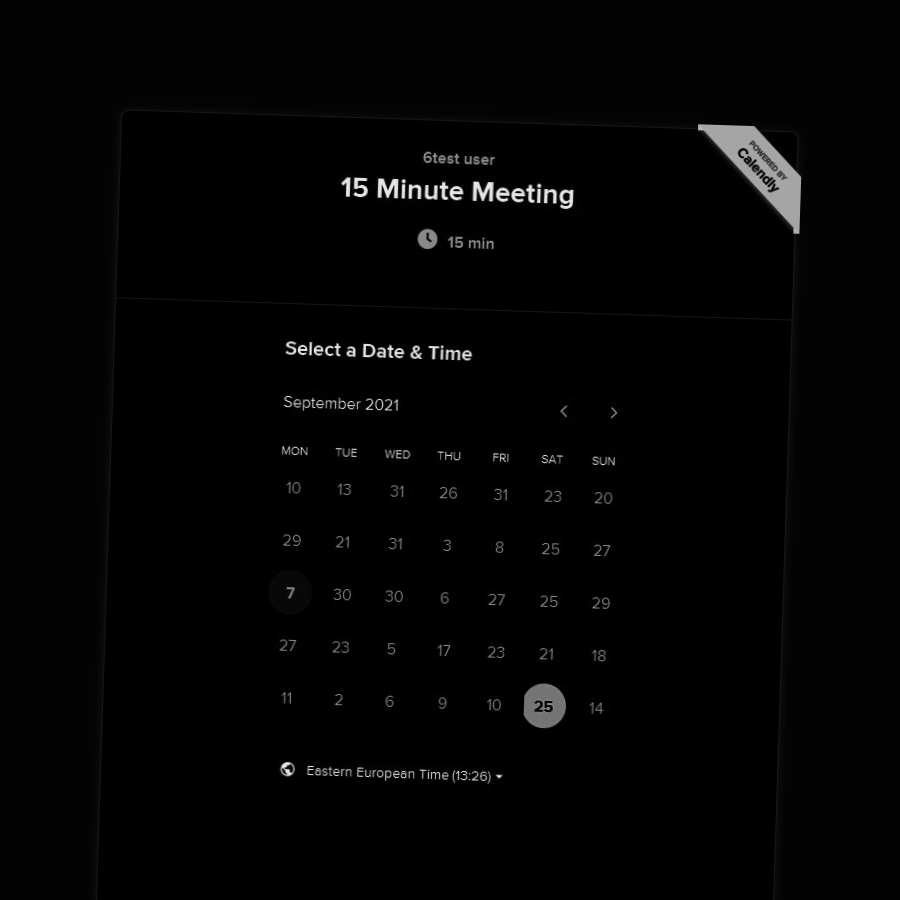 6test user
15 Minute Meeting
15 min
POWERED BY
Calendly
Select a Date & Time
September 2021
MON TUE WED THU FRI SAT SUN
10 13 31 26 31 23 20
29 21 31 3 8 25 27
7 30 30 6 27 25 29
27 23 5 17 23 21 18
11 2 6 9 10 25 14
Eastern European Time (13:26)